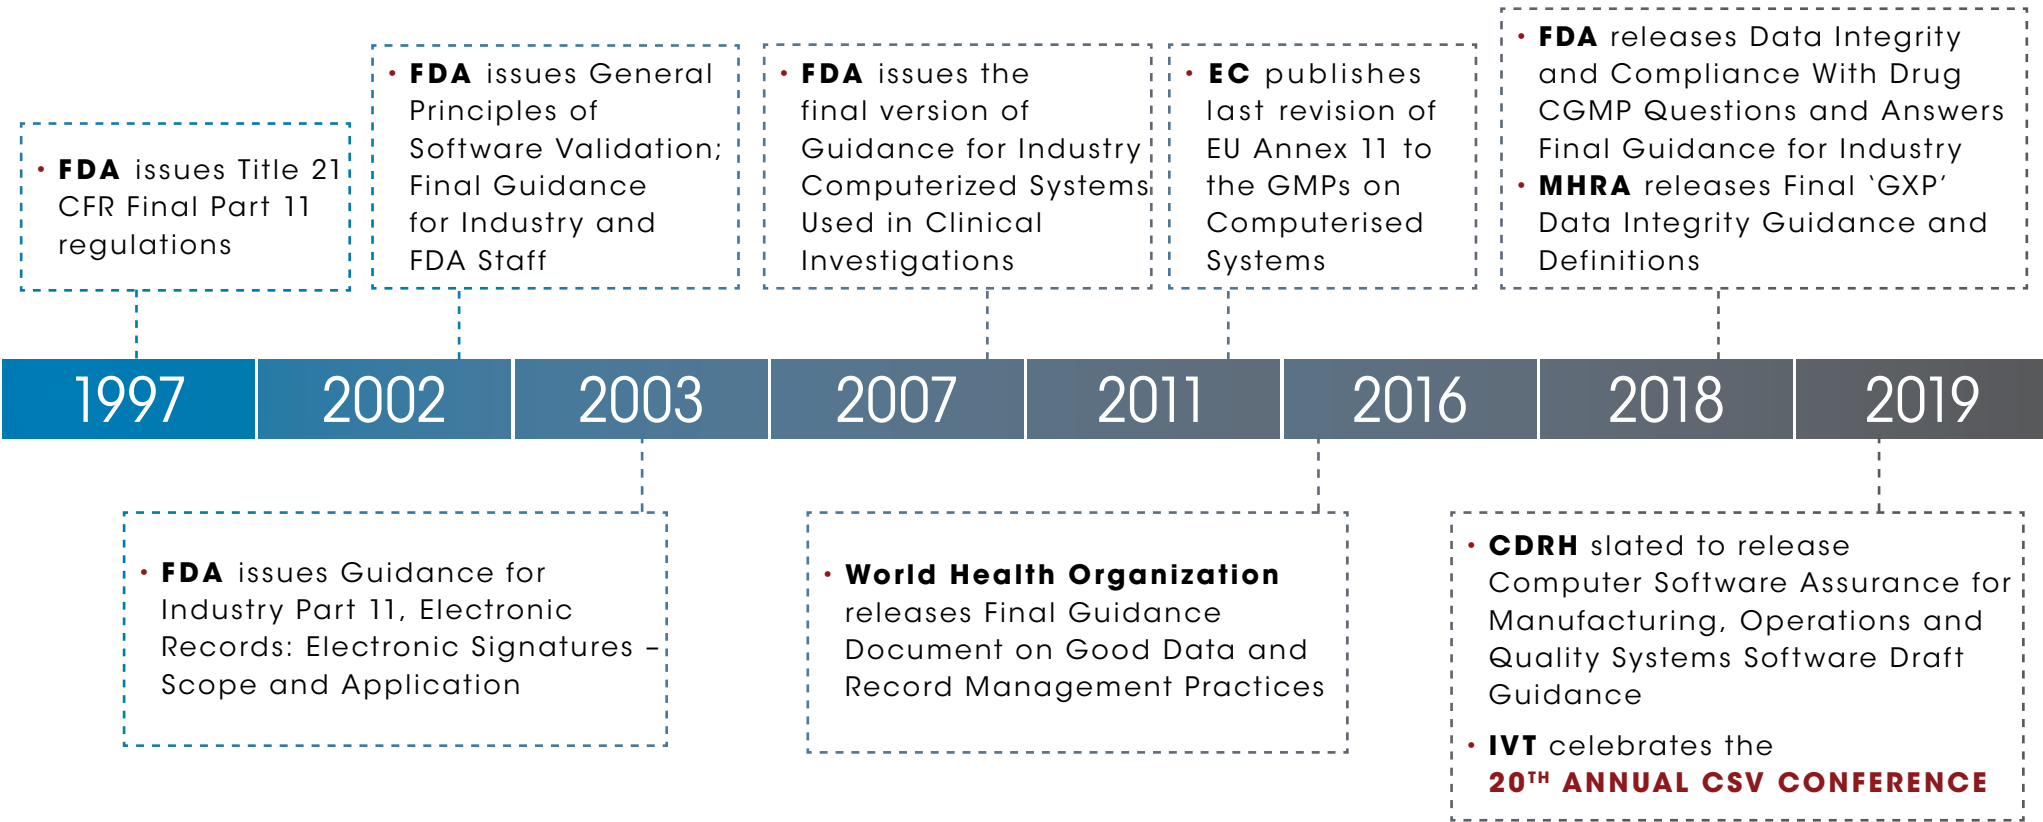 • FDA issues Title 21
CFR Final Part 11
regulations
• FDA issues General
Principles of
Software Validation;
Final Guidance
for Industry and
FDA Staff
• FDA issues the
final version of
Guidance for Industry
Computerized Systems
Used in Clinical
Investigations
• EC publishes
last revision of
EU Annex 11 to
the GMPs on
Computerised
Systems
• FDA releases Data Integrity
and Compliance With Drug
CGMP Questions and Answers
Final Guidance for Industry
• MHRA releases Final ‘GXP’
Data Integrity Guidance and
Definitions
1997 2002 2003 2007 2011 2016 2018 2019
• FDA issues Guidance for
Industry Part 11, Electronic
Records: Electronic Signatures –
Scope and Application
• World Health Organization
releases Final Guidance
Document on Good Data and
Record Management Practices
• CDRH slated to release
Computer Software Assurance for
Manufacturing, Operations and
Quality Systems Software Draft
Guidance
• IVT celebrates the
20TH ANNUAL CSV CONFERENCE